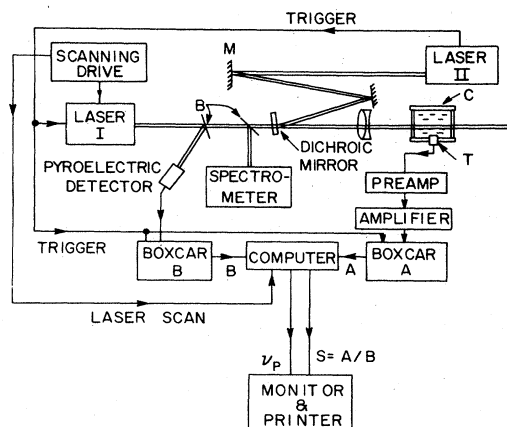 TRIGGER
SCANNING
DRIVE
M
LASER
II
LASER
I
B
C
DICHROIC
MIRROR
T
PYROELECTRIC
DETECTOR
SPECTRO-
METER
PREAMP
AMPLIFIER
TRIGGER
BOXCAR
B
B
COMPUTER
A
BOXCAR
A
LASER SCAN
νP
S= A/B
MONITOR
&
PRINTER